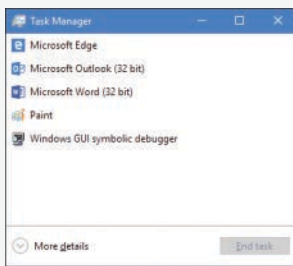 Task Manager
Microsoft Edge
Microsoft Outlook (32 bit)
Microsoft Word (32 bit)
Paint
Windows GUI symbolic debugger
More details
End task